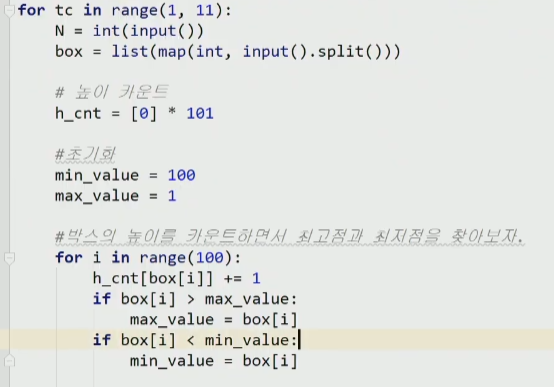 for tc in range(1, 11):
    N = int(input())
    box = list(map(int, input().split()))
    # 높이 카운트
    h_cnt = [0] * 101
    #초기화
    min_value = 100
    max_value = 1
    #박스의 높이를 카운트하면서 최고점과 최저점을 찾아보자.
    for i in range(100):
        h_cnt[box[i]] += 1
        if box[i] > max_value:
            max_value = box[i]
        if box[i] < min_value:
            min_value = box[i]